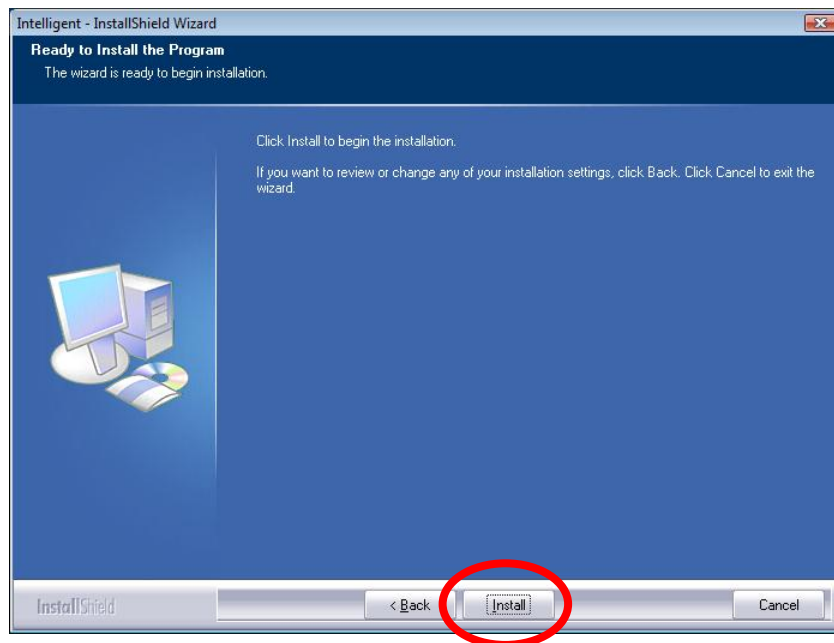 Intelligent - InstallShield Wizard
Ready to Install the Program
The wizard is ready to begin installation.
Click Install to begin the installation.
If you want to review or change any of your installation settings, click Back. Click Cancel to exit the
wizard.
InstallShield
< Back
Install
Cancel